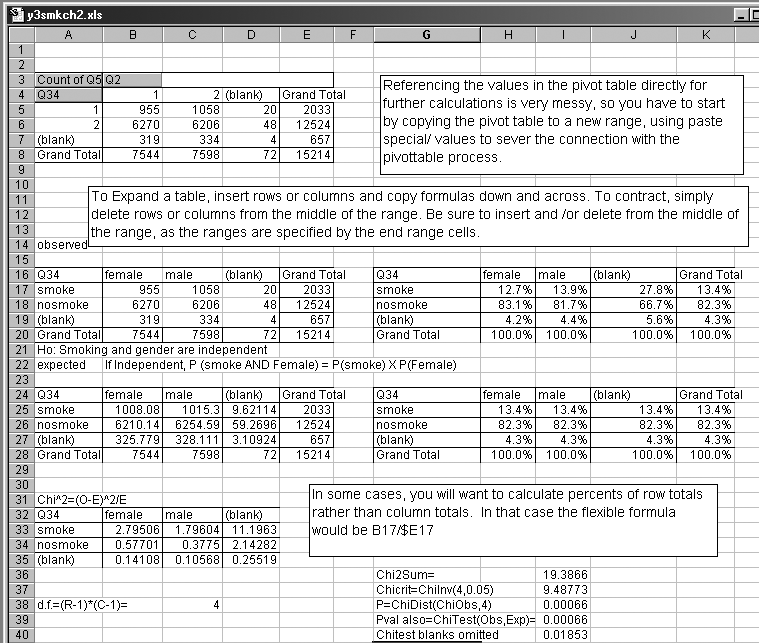 y3smkch2.xls
A B C D E F G H I J K
1
2
3 Count of Q5 Q2
4 Q34 1 2 (blank) Grand Total
5 1 955 1058 20 2033
6 2 6270 6206 48 12524
7 (blank) 319 334 4 657
8 Grand Total 7544 7598 72 15214
Referencing the values in the pivot table directly for
further calculations is very messy, so you have to start
by copying the pivot table to a new range, using paste
special/ values to sever the connection with the
pivottable process.
9
10
11
12
13
To Expand a table, insert rows or columns and copy formulas down and across. To contract, simply
delete rows or columns from the middle of the range. Be sure to insert and /or delete from the middle of
the range, as the ranges are specified by the end range cells.
14 observed
15
16 Q34 female male (blank) Grand Total Q34 female male (blank) Grand Total
17 smoke 955 1058 20 2033 smoke 12.7% 13.9% 27.8% 13.4%
18 nosmoke 6270 6206 48 12524 nosmoke 83.1% 81.7% 66.7% 82.3%
19 (blank) 319 334 4 657 (blank) 4.2% 4.4% 5.6% 4.3%
20 Grand Total 7544 7598 72 15214 Grand Total 100.0% 100.0% 100.0% 100.0%
21 Ho: Smoking and gender are independent
22 expected If Independent, P (smoke AND Female) = P(smoke) X P(Female)
23
24 Q34 female male (blank) Grand Total Q34 female male (blank) Grand Total
25 smoke 1008.08 1015.3 9.62114 2033 smoke 13.4% 13.4% 13.4% 13.4%
26 nosmoke 6210.14 6254.59 59.2696 12524 nosmoke 82.3% 82.3% 82.3% 82.3%
27 (blank) 325.779 328.111 3.10924 657 (blank) 4.3% 4.3% 4.3% 4.3%
28 Grand Total 7544 7598 72 15214 Grand Total 100.0% 100.0% 100.0% 100.0%
29
30
31 Chi^2=(O-E)^2/E
32 Q34 female male (blank)
33 smoke 2.79506 1.79604 11.1963
34 nosmoke 0.57701 0.3775 2.14282
35 (blank) 0.14108 0.10568 0.25519
In some cases, you will want to calculate percents of row totals
rather than column totals. In that case the flexible formula
would be B17/$E17
36 Chi2Sum= 19.3866
37 Chicrit=ChiInv(4,0.05) 9.48773
38 d.f.=(R-1)*(C-1)= 4 P=ChiDist(ChiObs,4) 0.00066
39 Pval also=ChiTest(Obs,Exp)= 0.00066
40 Chitest blanks omitted 0.01853